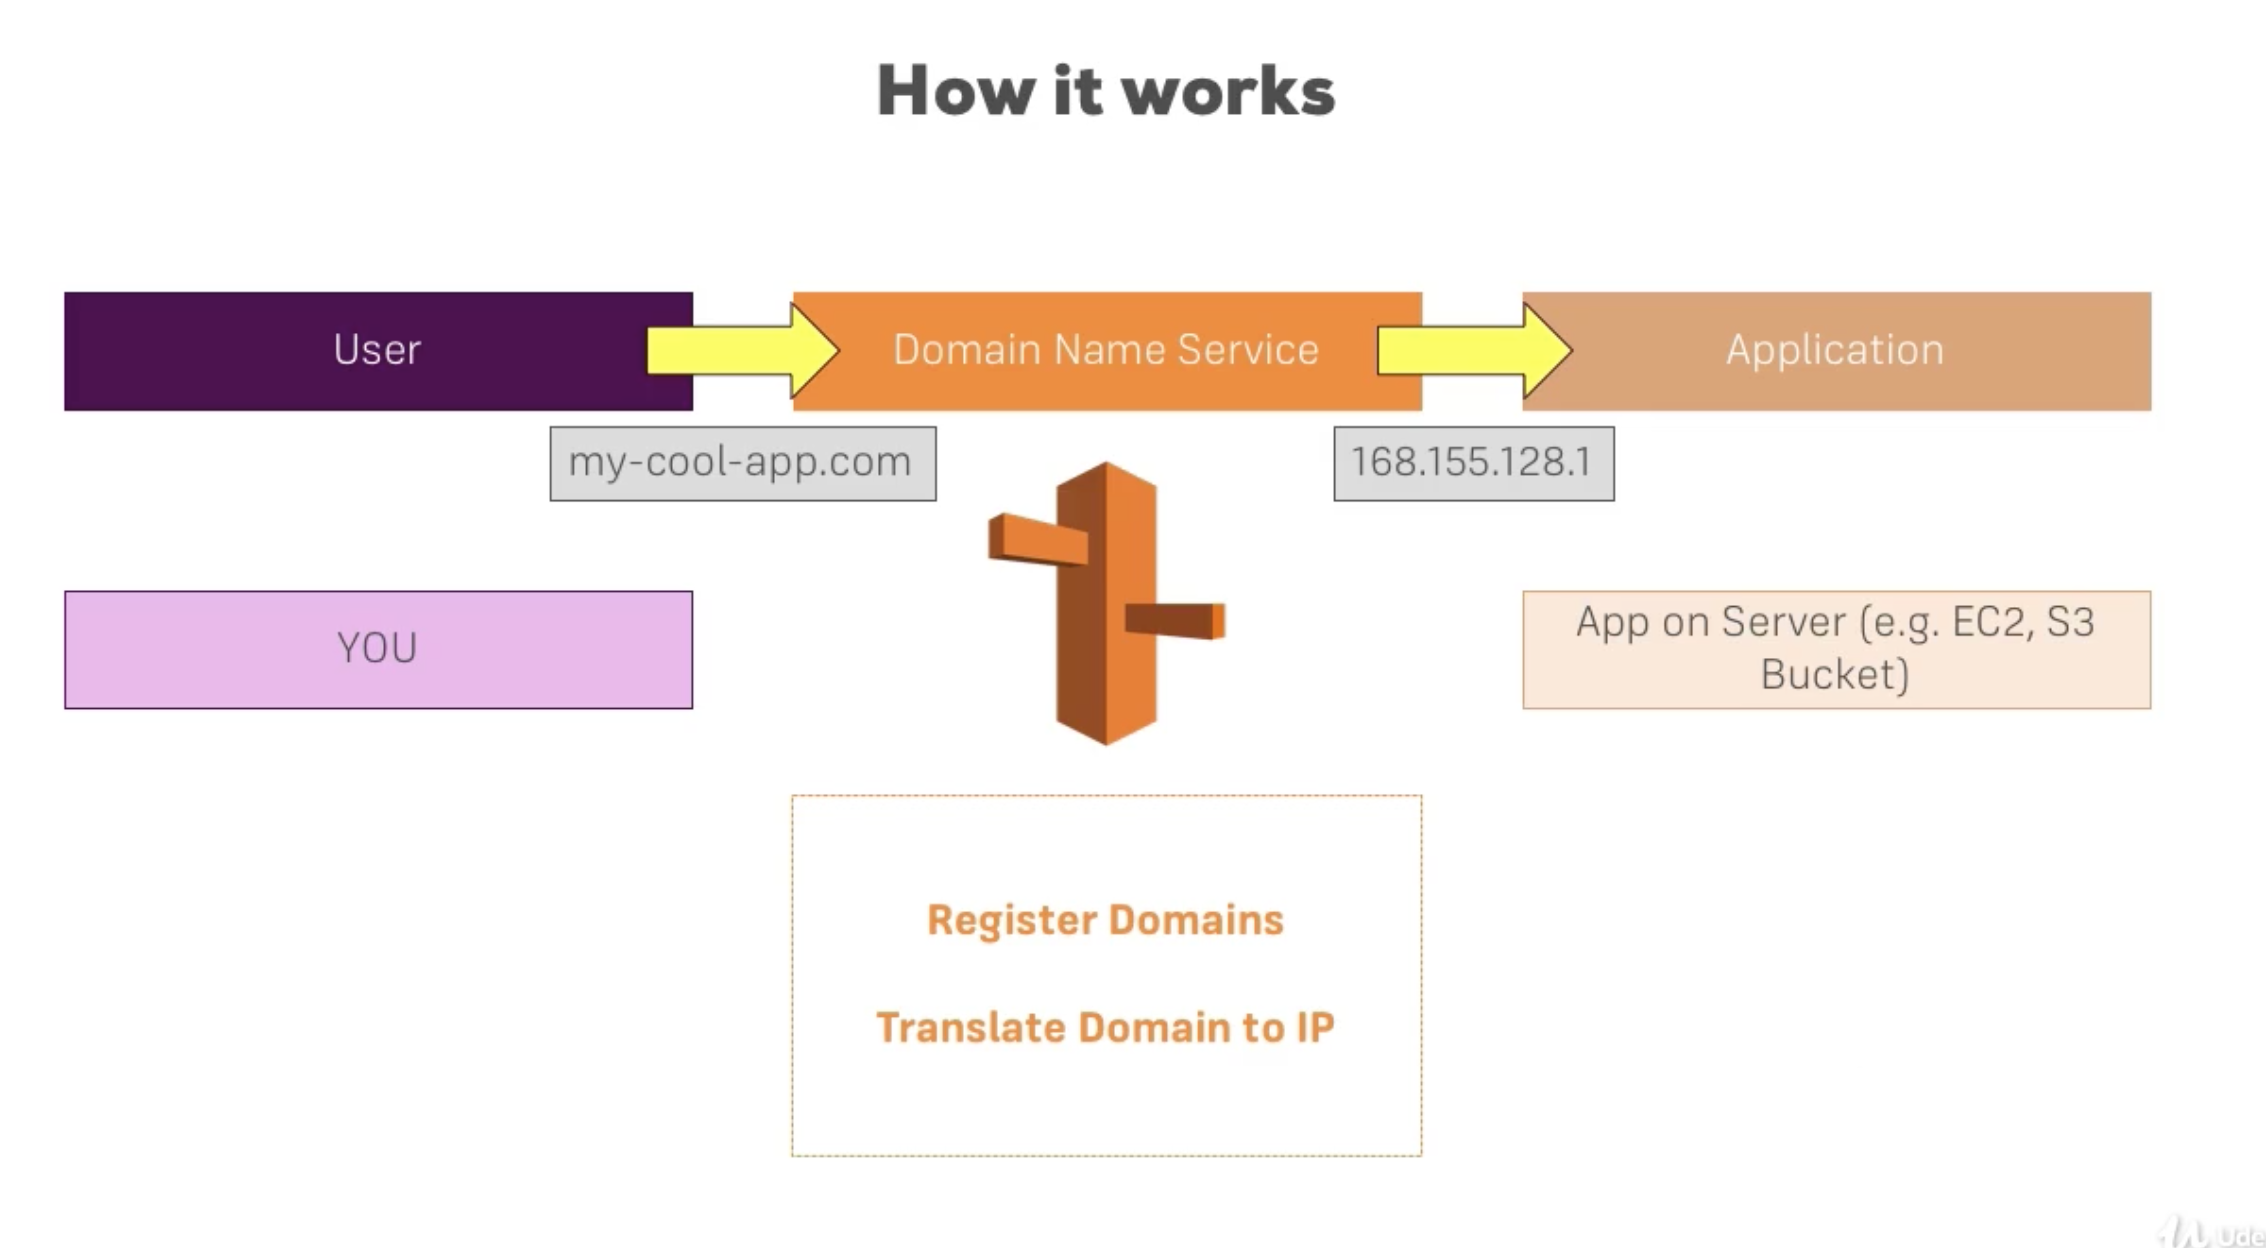 How it works
User
Domain Name Service
Application
my-cool-app.com
168.155.128.1
YOU
App on Server (e.g. EC2, S3
Bucket)
Register Domains
Translate Domain to IP
Ude